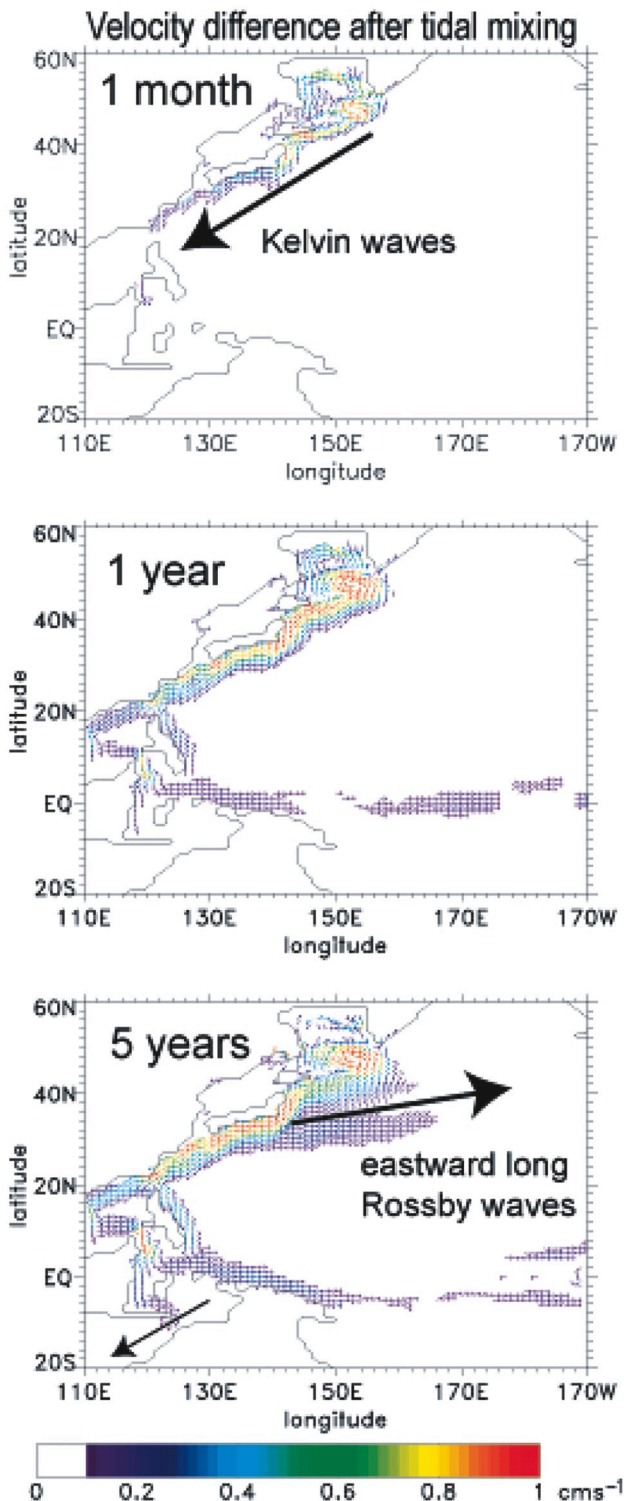 Velocity difference after tidal mixing
60N
1 month
40N
latitude
20N
Kelvin waves
EQ
20S
110E 130E 150E 170E 170W
longitude
60N
1 year
40N
latitude
20N
EQ
20S
110E 130E 150E 170E 170W
longitude
60N
5 years
40N
latitude
eastward long
20N
Rossby waves
EQ
20S
110E 130E 150E 170E 170W
longitude
0 0.2 0.4 0.6 0.8 1 cms⁻¹